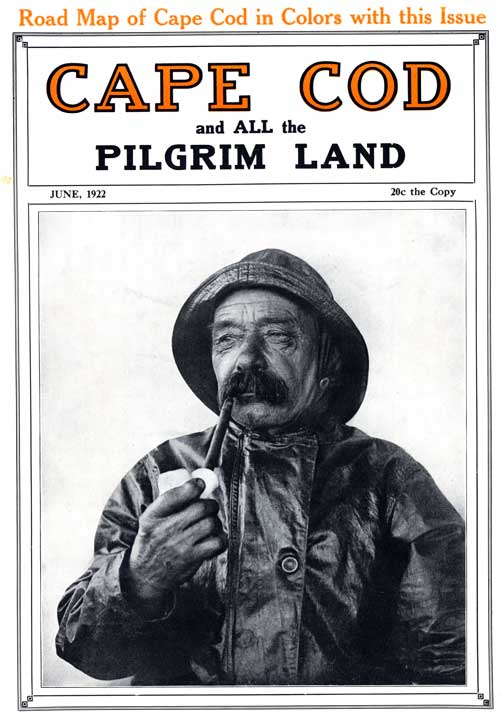 Road Map of Cape Cod in Colors with this Issue
CAPE COD
and ALL the
PILGRIM LAND
JUNE, 1922
20c the Copy